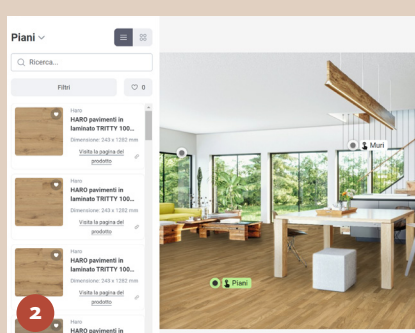 Piani
Ricerca...
Filtri
0
Haro
HARO pavimenti in
laminato TRITTY 100...
Dimensione: 243 x 1282 mm
Visita la pagina del
prodotto
Haro
HARO pavimenti in
laminato TRITTY 100...
Dimensione: 243 x 1282 mm
Visita la pagina del
prodotto
Haro
HARO pavimenti in
laminato TRITTY 100...
Dimensione: 243 x 1282 mm
Visita la pagina del
prodotto
Haro
HARO pavimenti in
2
Muri
Piani